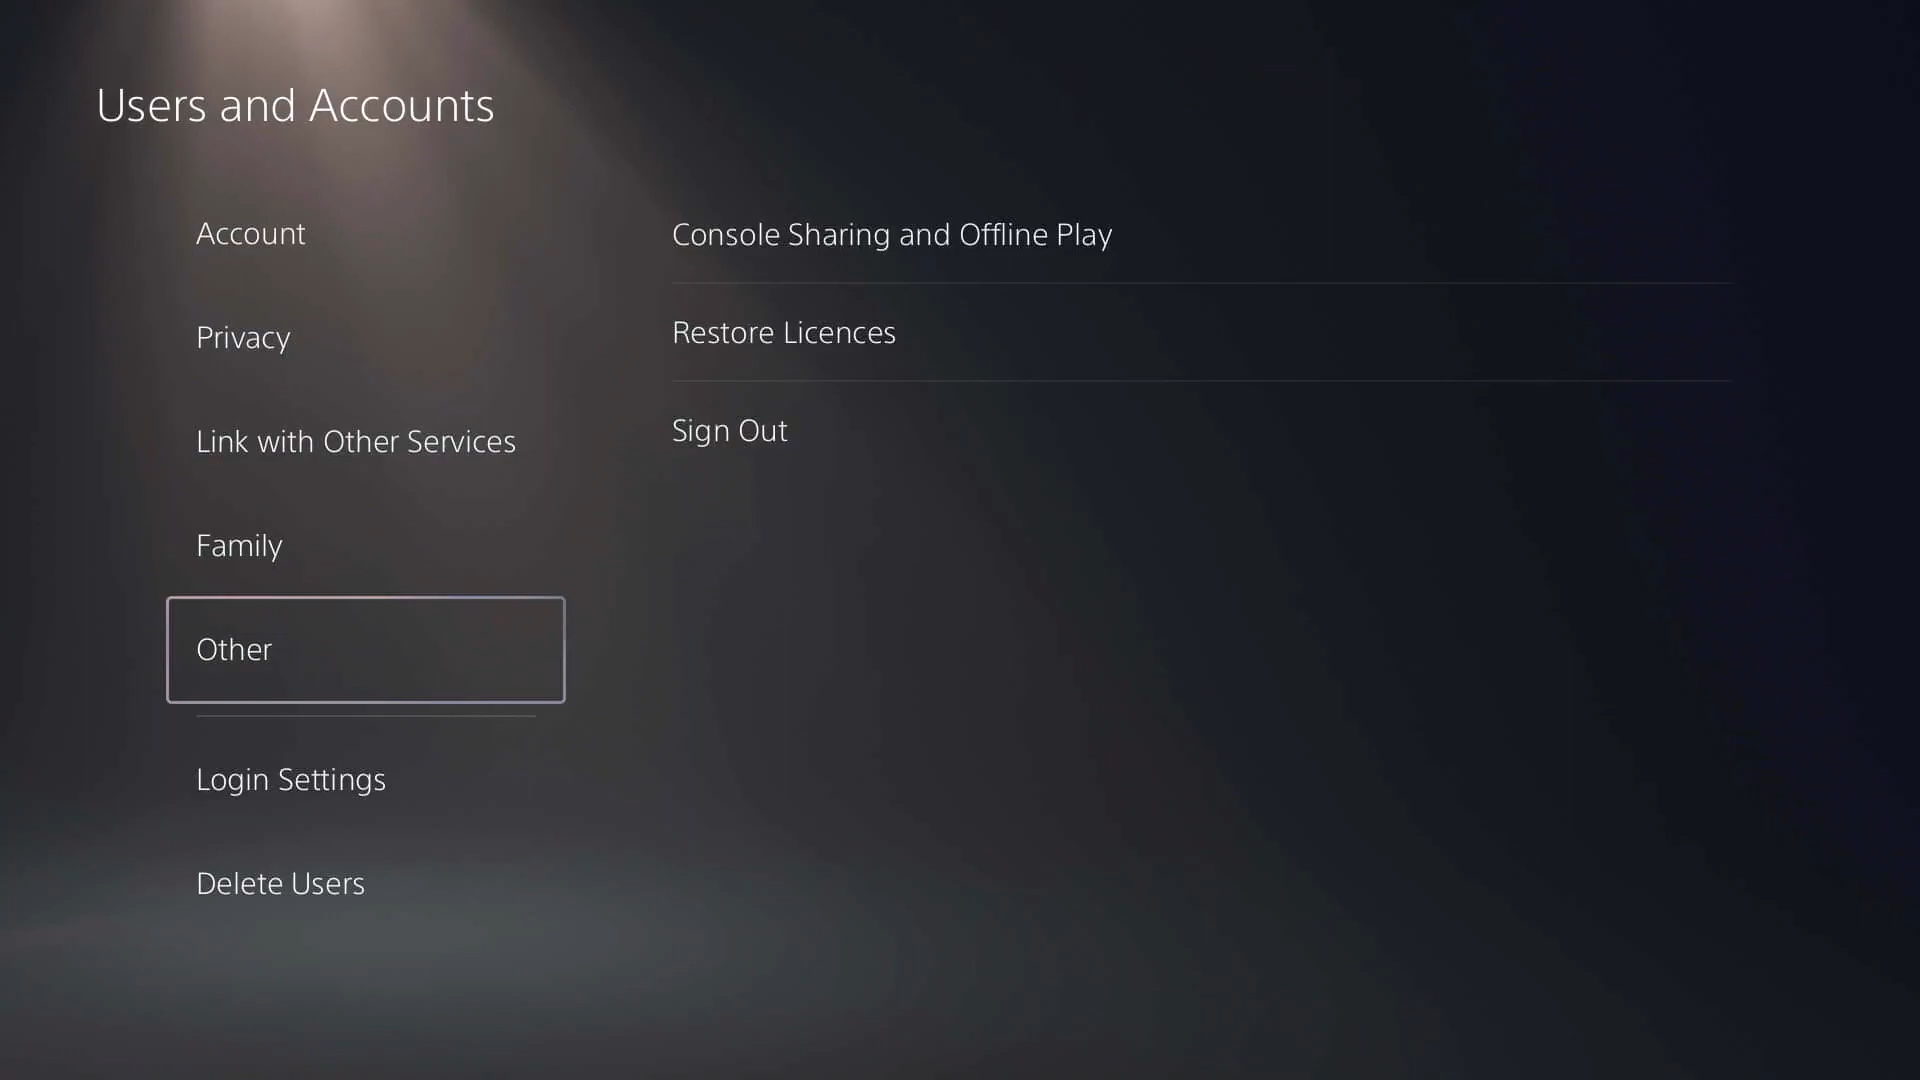 Users and Accounts
Account
Privacy
Link with Other Services
Family
Other
Login Settings
Delete Users
Console Sharing and Offline Play
Restore Licences
Sign Out